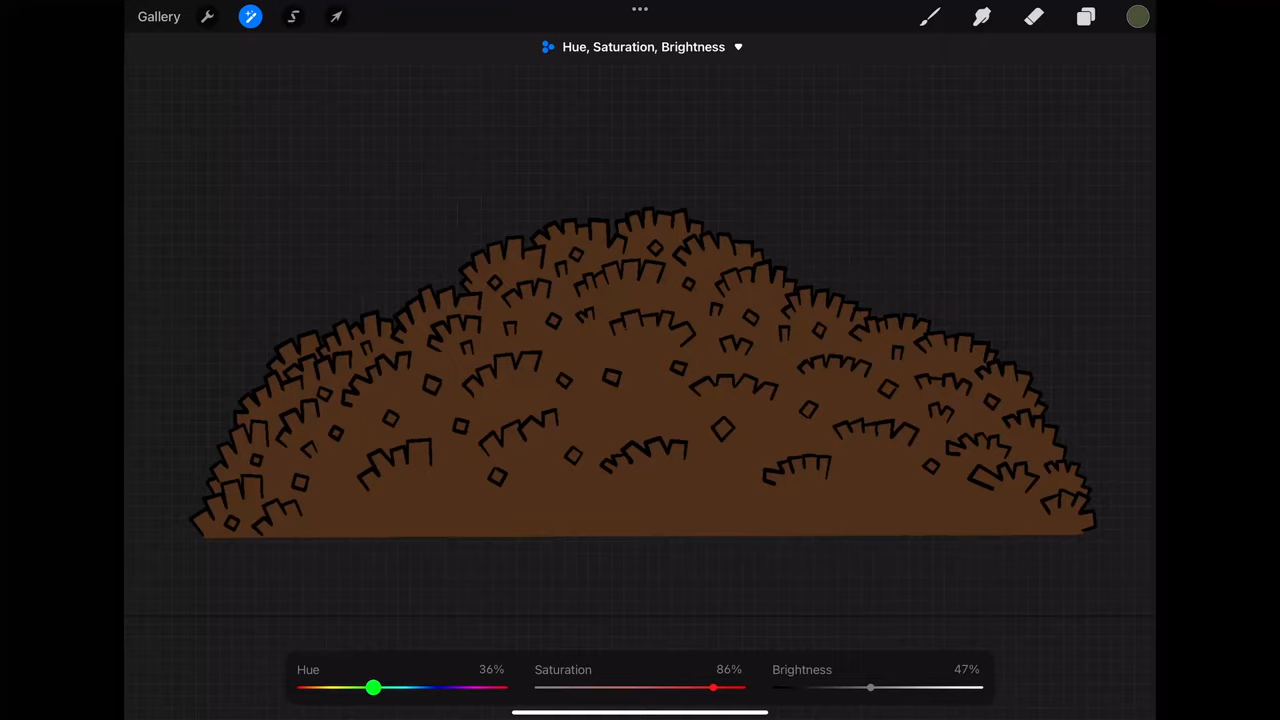 Gallery
Hue, Saturation, Brightness
Hue 36% Saturation 86% Brightness 47%